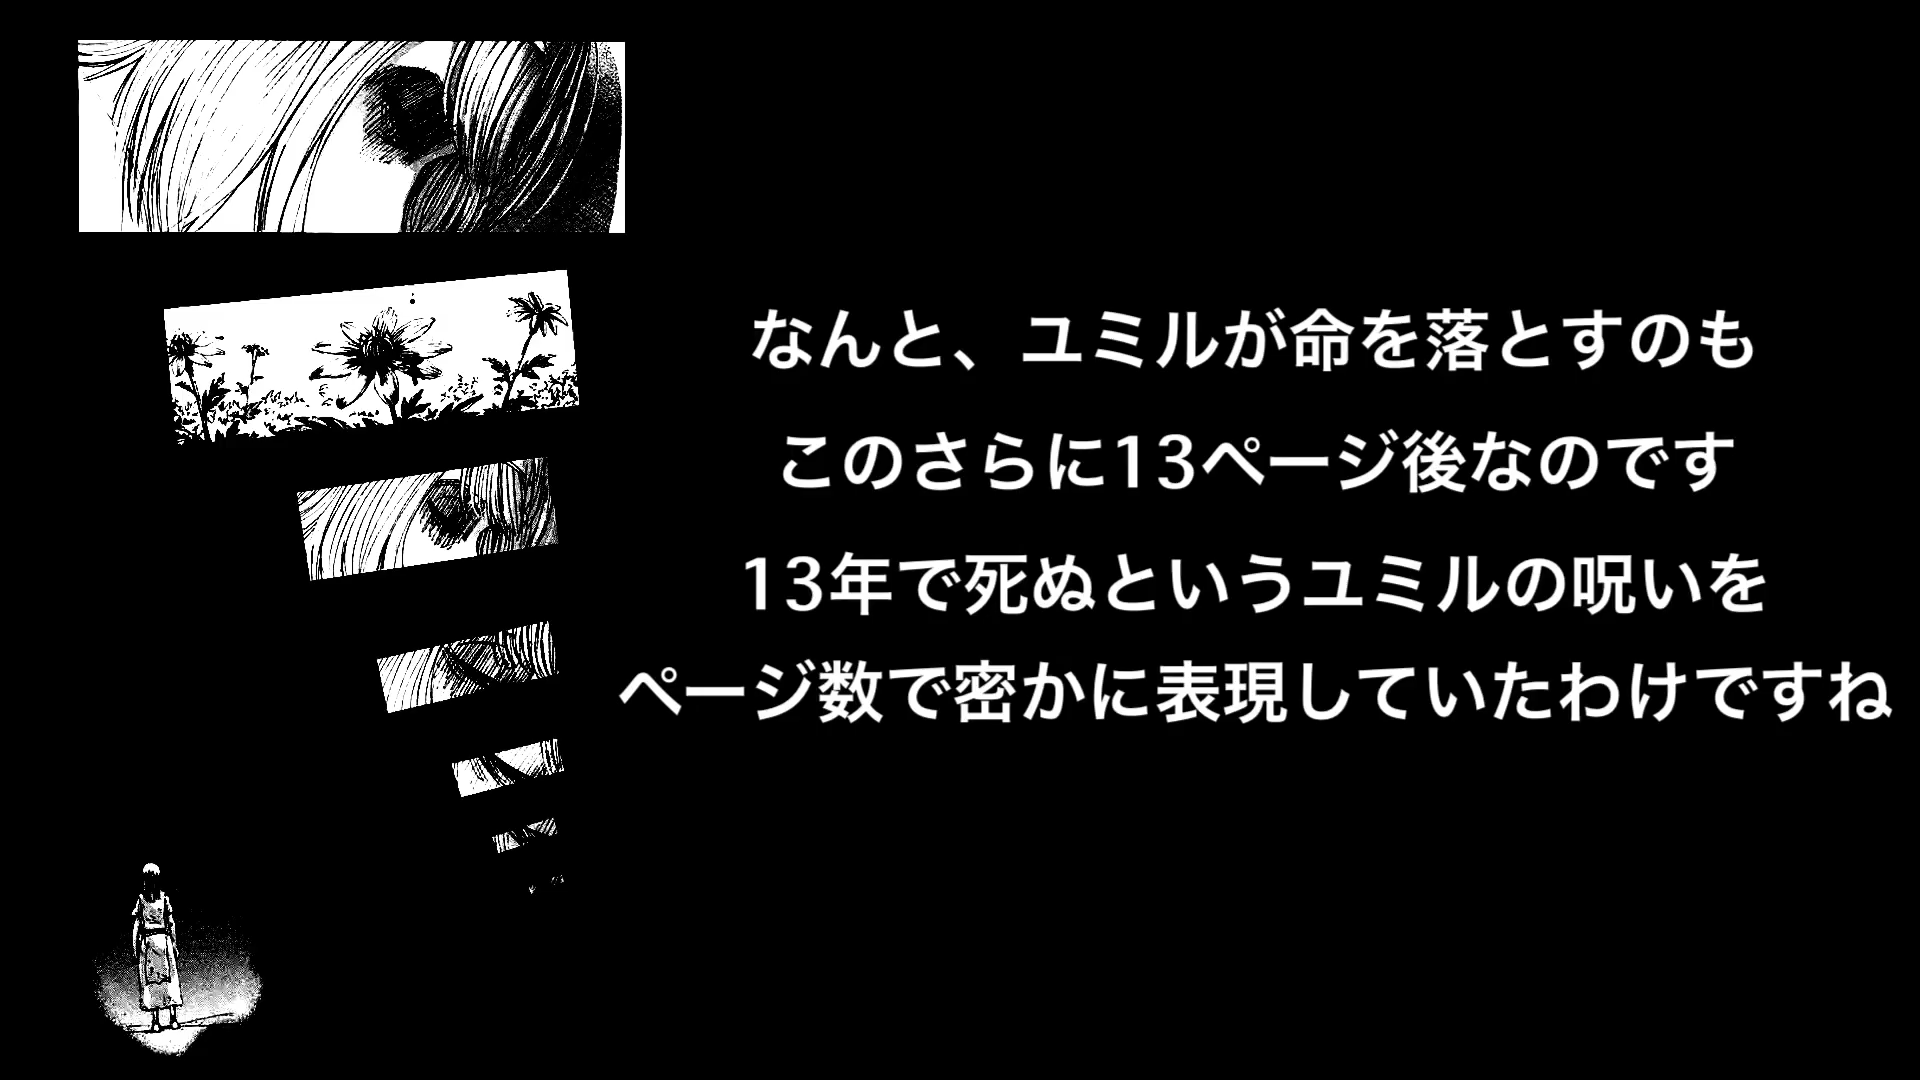 なんと、ユミルが命を落とすのも
このさらに13ページ後なのです
13年で死ぬというユミルの呪いを
ページ数で密かに表現していたわけですね